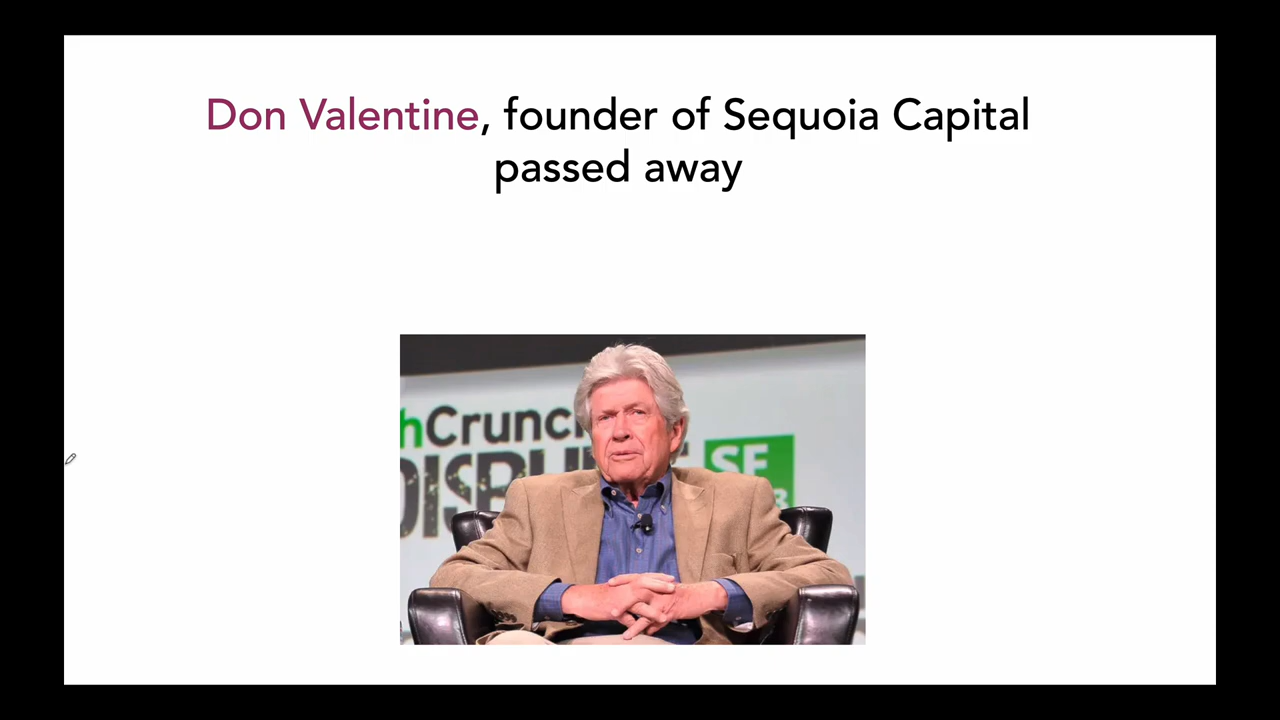 Don Valentine, founder of Sequoia Capital
passed away
hCrunch
SF